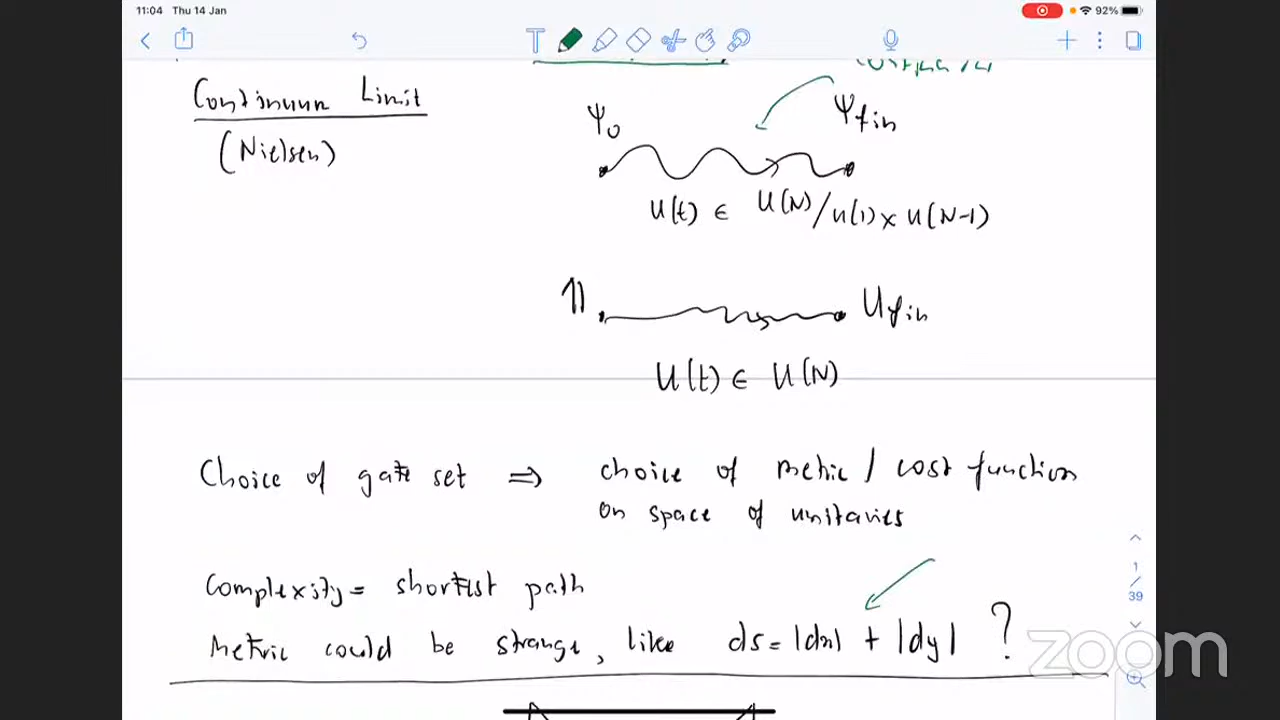 11:04 Thu 14 Jan
92%
Continuum Limit
(Nielsen)
Ψ0
Ψfin
U(t) ∈ U(N)/U(1)×U(N-1)
𝟙
Ufin
U(t) ∈ U(N)
Choice of gate set ⇒ choice of metric / cost function
on space of unitaries
Complexity = shortest path
Metric could be strange, like ds = |dx| + |dy| ?
1
/
39
zoom